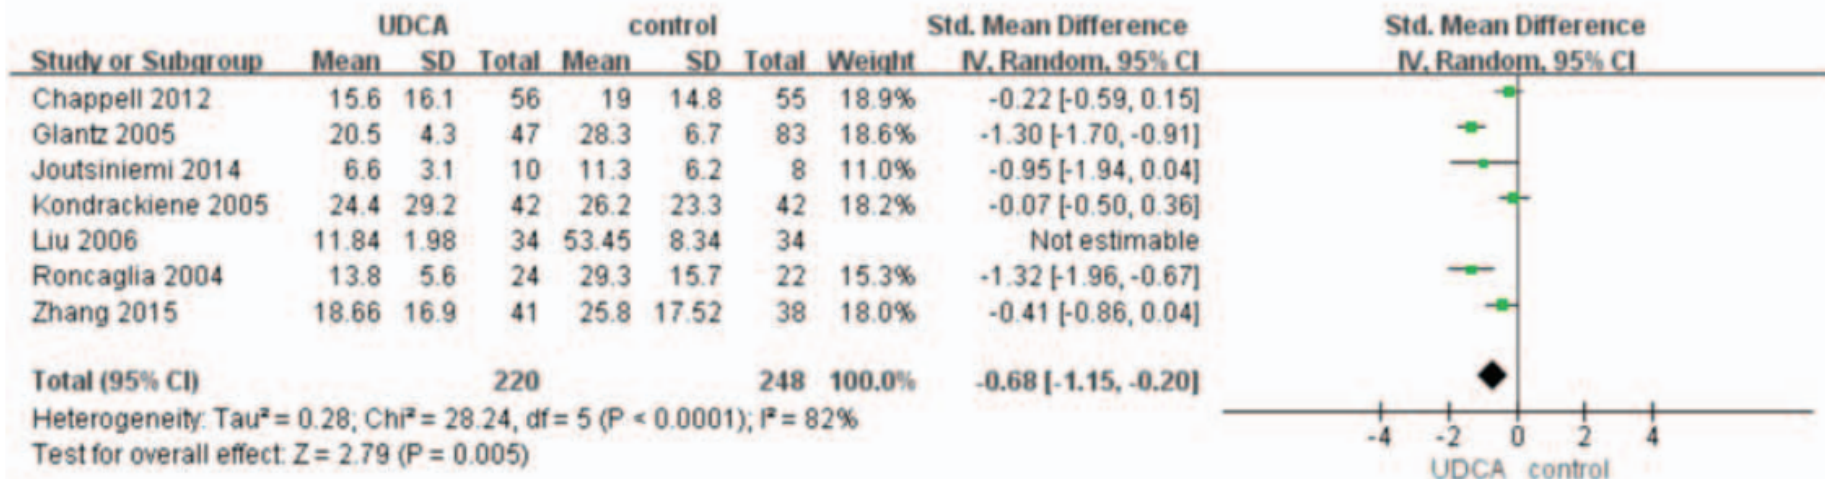 UDCA control Std. Mean Difference Std. Mean Difference
Study or Subgroup Mean SD Total Mean SD Total Weight IV, Random, 95% CI IV, Random, 95% CI
Chappell 2012 15.6 16.1 56 19 14.8 55 18.9% -0.22 [-0.59, 0.15]
Glantz 2005 20.5 4.3 47 28.3 6.7 83 18.6% -1.30 [-1.70, -0.91]
Joutsiniemi 2014 6.6 3.1 10 11.3 6.2 8 11.0% -0.95 [-1.94, 0.04]
Kondrackiene 2005 24.4 29.2 42 26.2 23.3 42 18.2% -0.07 [-0.50, 0.36]
Liu 2006 11.84 1.98 34 53.45 8.34 34 Not estimable
Roncaglia 2004 13.8 5.6 24 29.3 15.7 22 15.3% -1.32 [-1.96, -0.67]
Zhang 2015 18.66 16.9 41 25.8 17.52 38 18.0% -0.41 [-0.86, 0.04]
Total (95% CI) 220 248 100.0% -0.68 [-1.15, -0.20]
Heterogeneity: Tau² = 0.28; Chi² = 28.24, df = 5 (P < 0.0001); I² = 82%
Test for overall effect: Z = 2.79 (P = 0.005)
-4 -2 0 2 4
UDCA control